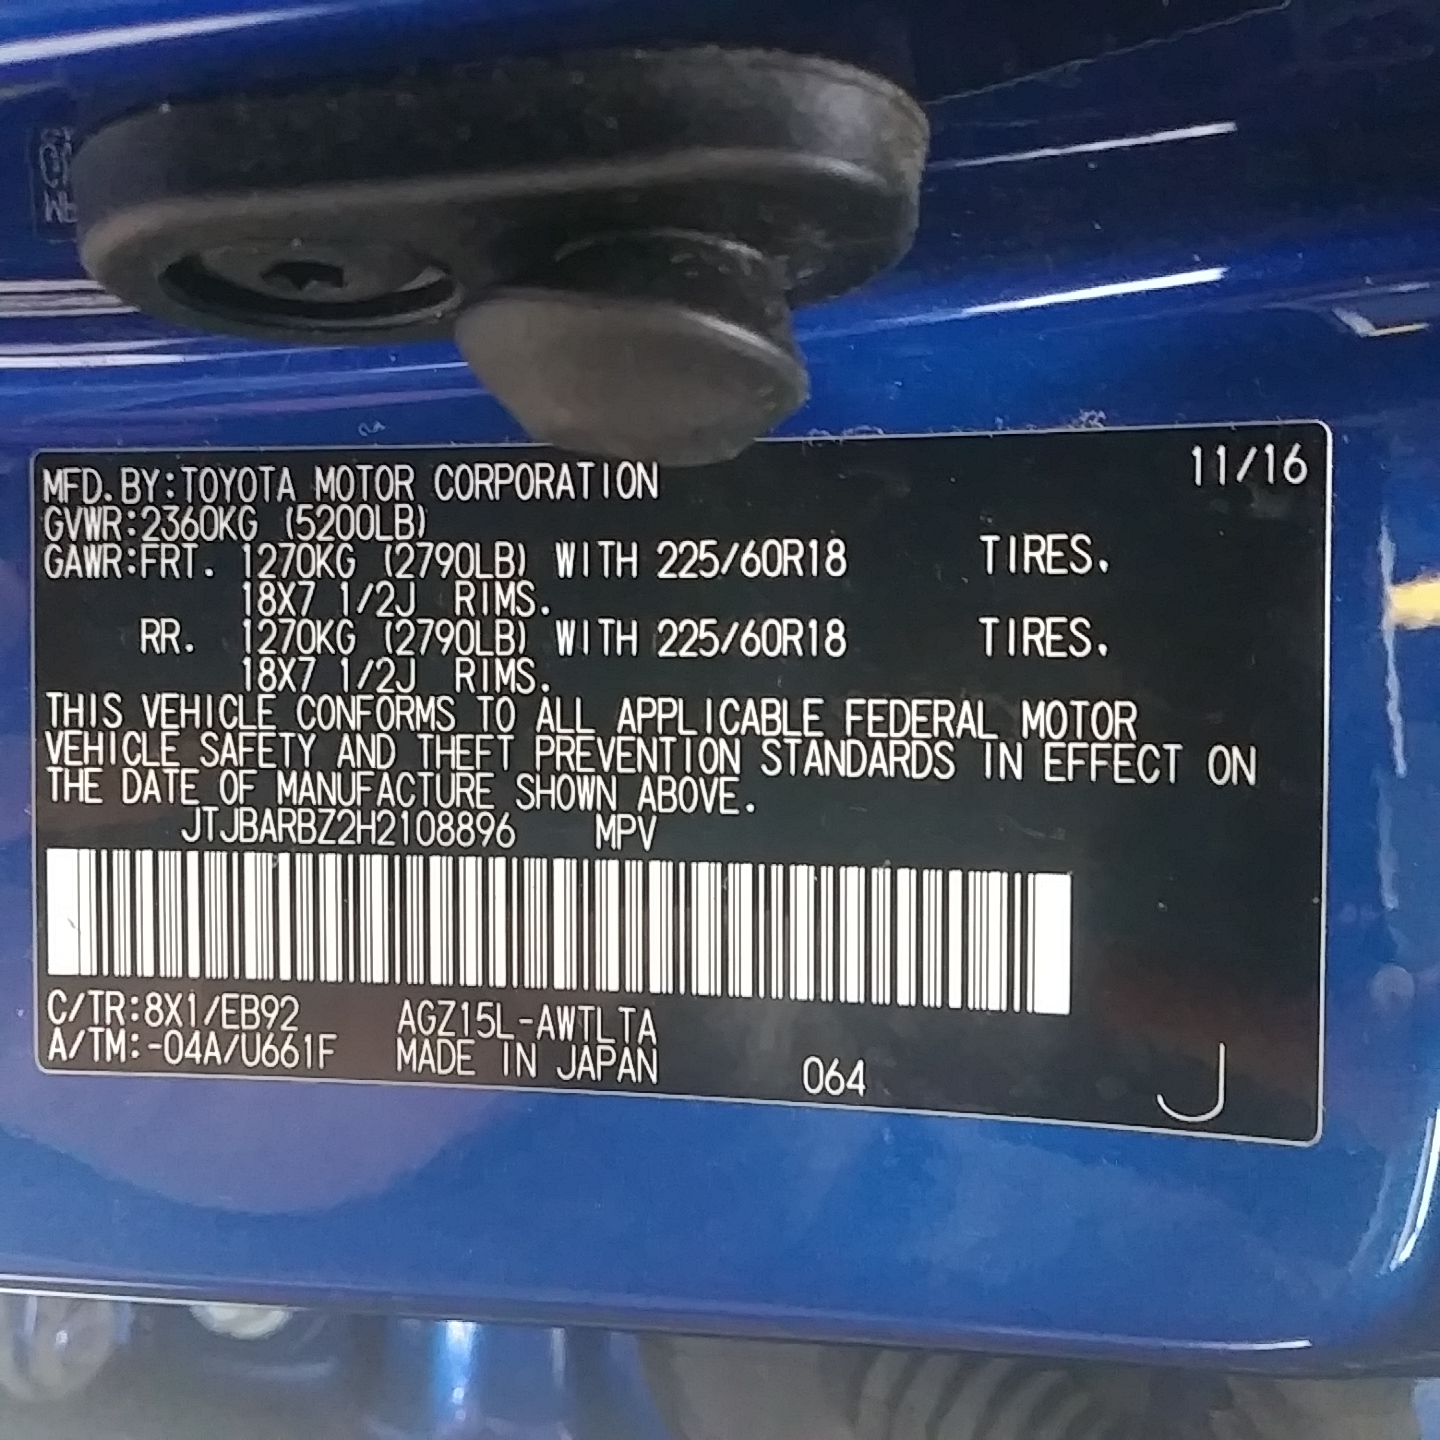 MFD.BY:TOYOTA MOTOR CORPORATION 11/16
GVWR:2360KG (5200LB)
GAWR:FRT. 1270KG (2790LB) WITH 225/60R18 TIRES.
18X7 1/2J RIMS.
RR. 1270KG (2790LB) WITH 225/60R18 TIRES.
18X7 1/2J RIMS.
THIS VEHICLE CONFORMS TO ALL APPLICABLE FEDERAL MOTOR
VEHICLE SAFETY AND THEFT PREVENTION STANDARDS IN EFFECT ON
THE DATE OF MANUFACTURE SHOWN ABOVE.
JTJBARBZ2H2108896 MPV
C/TR:8X1/EB92 AGZ15L-AWTLTA
A/TM:-04A/U661F MADE IN JAPAN 064 J